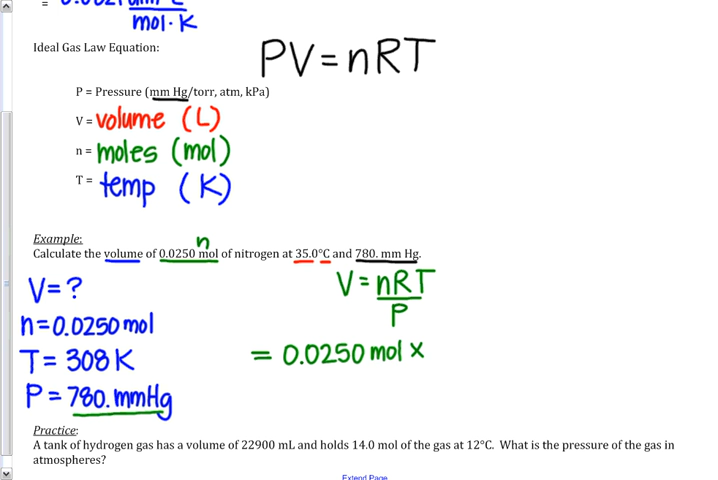 mol · K
Ideal Gas Law Equation:
PV = nRT
P = Pressure (mm Hg/torr, atm, kPa)
V = volume (L)
n = moles (mol)
T = temp (K)
Example:
n
Calculate the volume of 0.0250 mol of nitrogen at 35.0°C and 780. mm Hg.
V = ?
V = nRT
P
n = 0.0250 mol
= 0.0250 mol x
T = 308 K
P = 780. mmHg
Practice:
A tank of hydrogen gas has a volume of 22900 mL and holds 14.0 mol of the gas at 12°C. What is the pressure of the gas in
atmospheres?
Extend Page